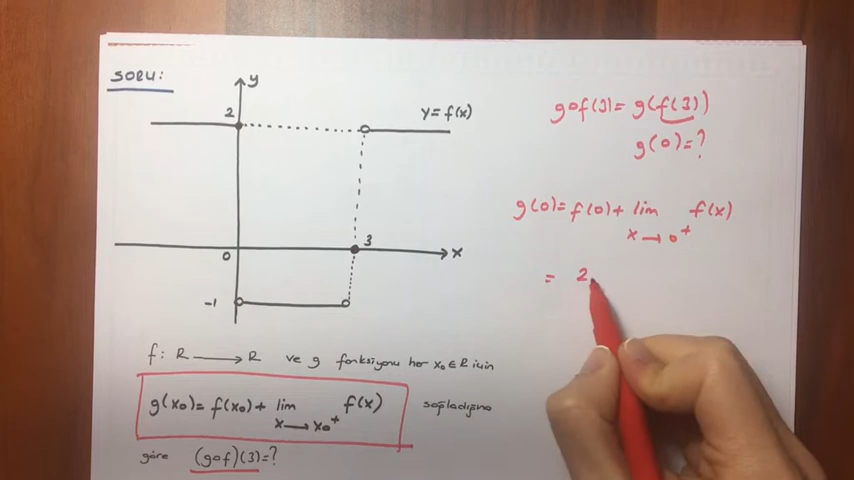 SORU:
y
2
y=f(x)
3
0
x
-1
f: R → R ve g fonksiyonu her x₀ ∈ R için
g(x₀)= f(x₀)+ lim f(x) sağladığına
x → x₀⁺
göre (gof)(3)=?
gof(3)= g(f(3))
g(0)=?
g(0)= f(0)+ lim f(x)
x → 0⁺
= 2